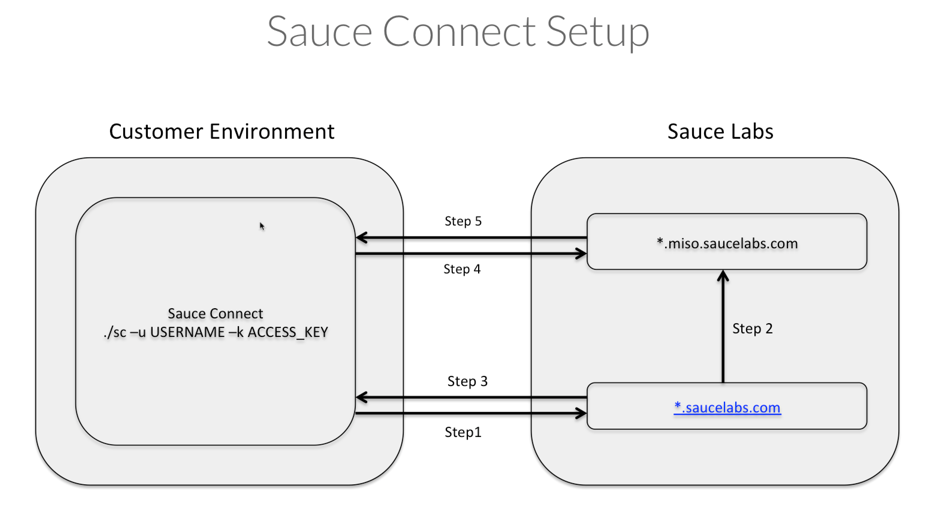 Sauce Connect Setup
Customer Environment
Sauce Labs
Step 5
*.miso.saucelabs.com
Step 4
Sauce Connect
./sc –u USERNAME –k ACCESS_KEY
Step 2
Step 3
*.saucelabs.com
Step1